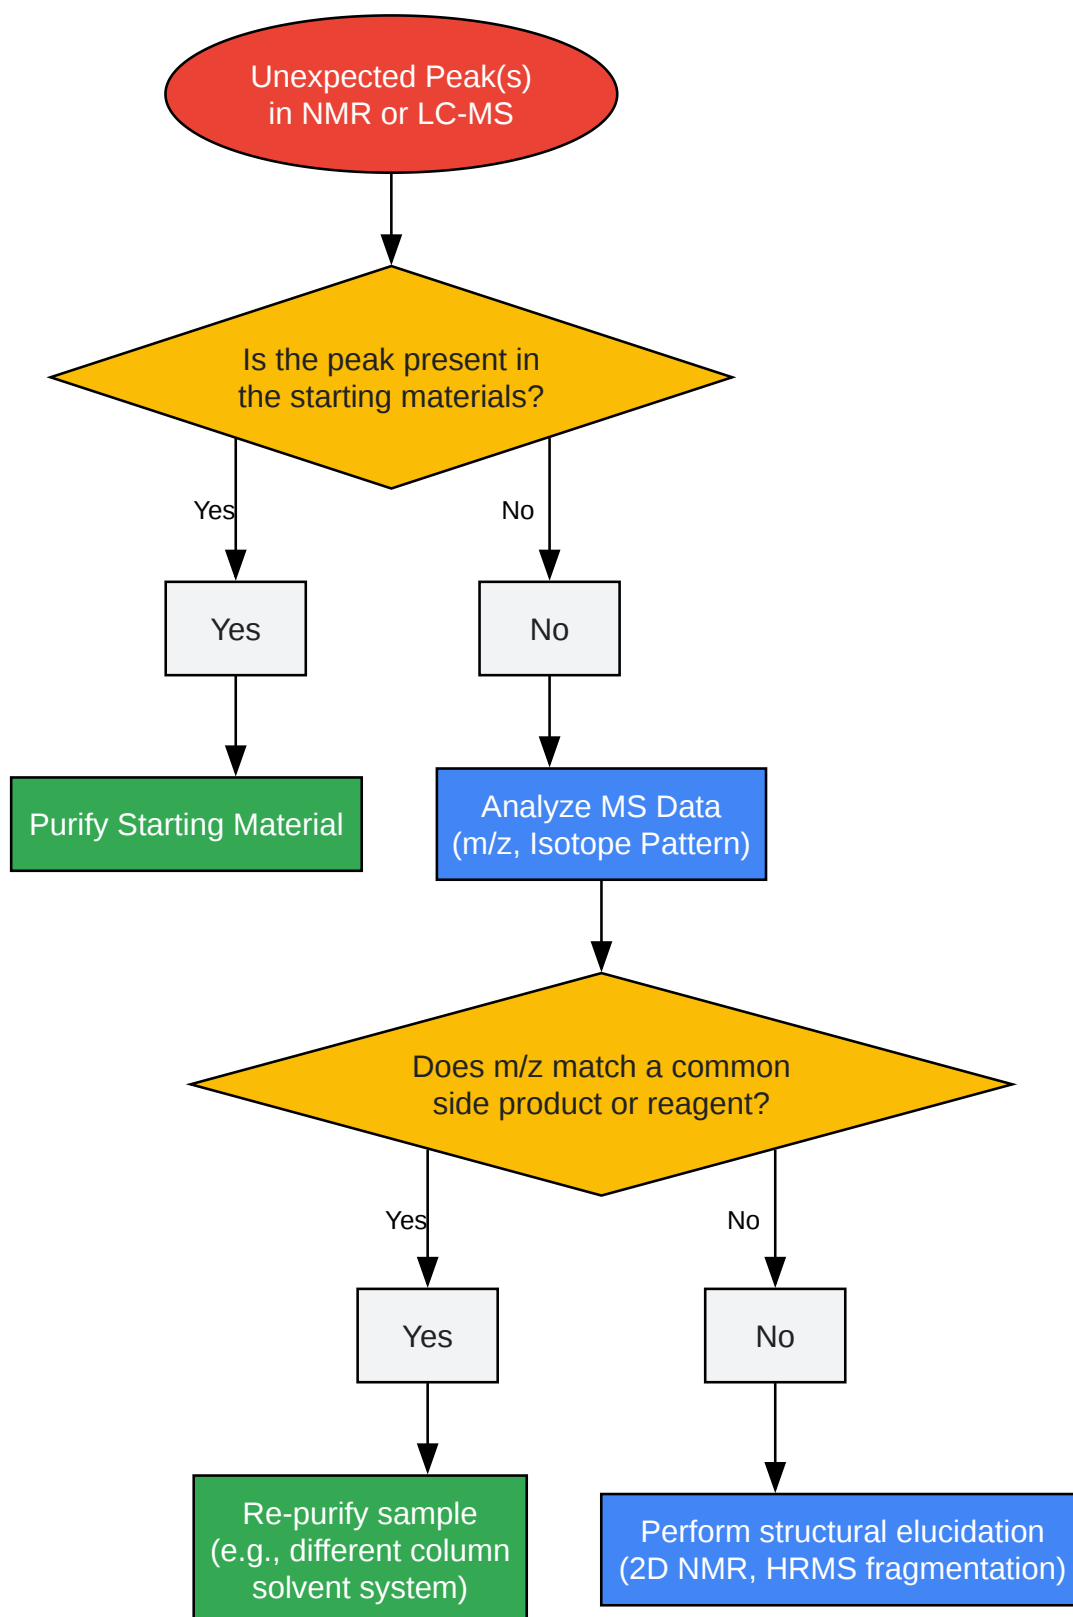 Unexpected Peak(s)
in NMR or LC-MS
Is the peak present in
the starting materials?
Yes
No
Yes
No
Purify Starting Material
Analyze MS Data
(m/z, Isotope Pattern)
Does m/z match a common
side product or reagent?
Yes
No
Yes
No
Re-purify sample
(e.g., different column
solvent system)
Perform structural elucidation
(2D NMR, HRMS fragmentation)